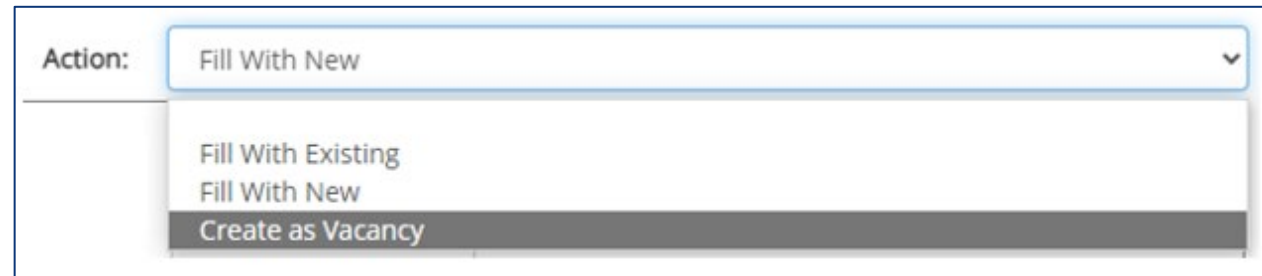 Action: Fill With New
Fill With Existing
Fill With New
Create as Vacancy